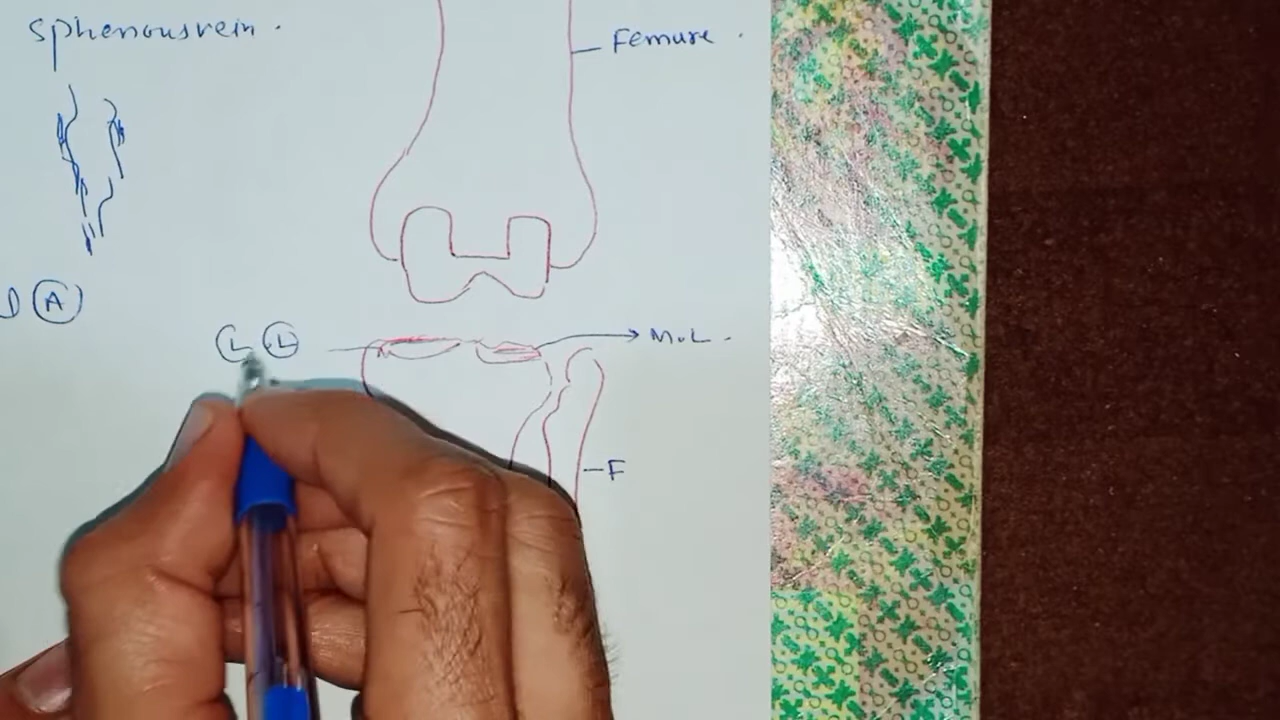 Sphenousvein.
Femure.
D A
L L
M.L.
F